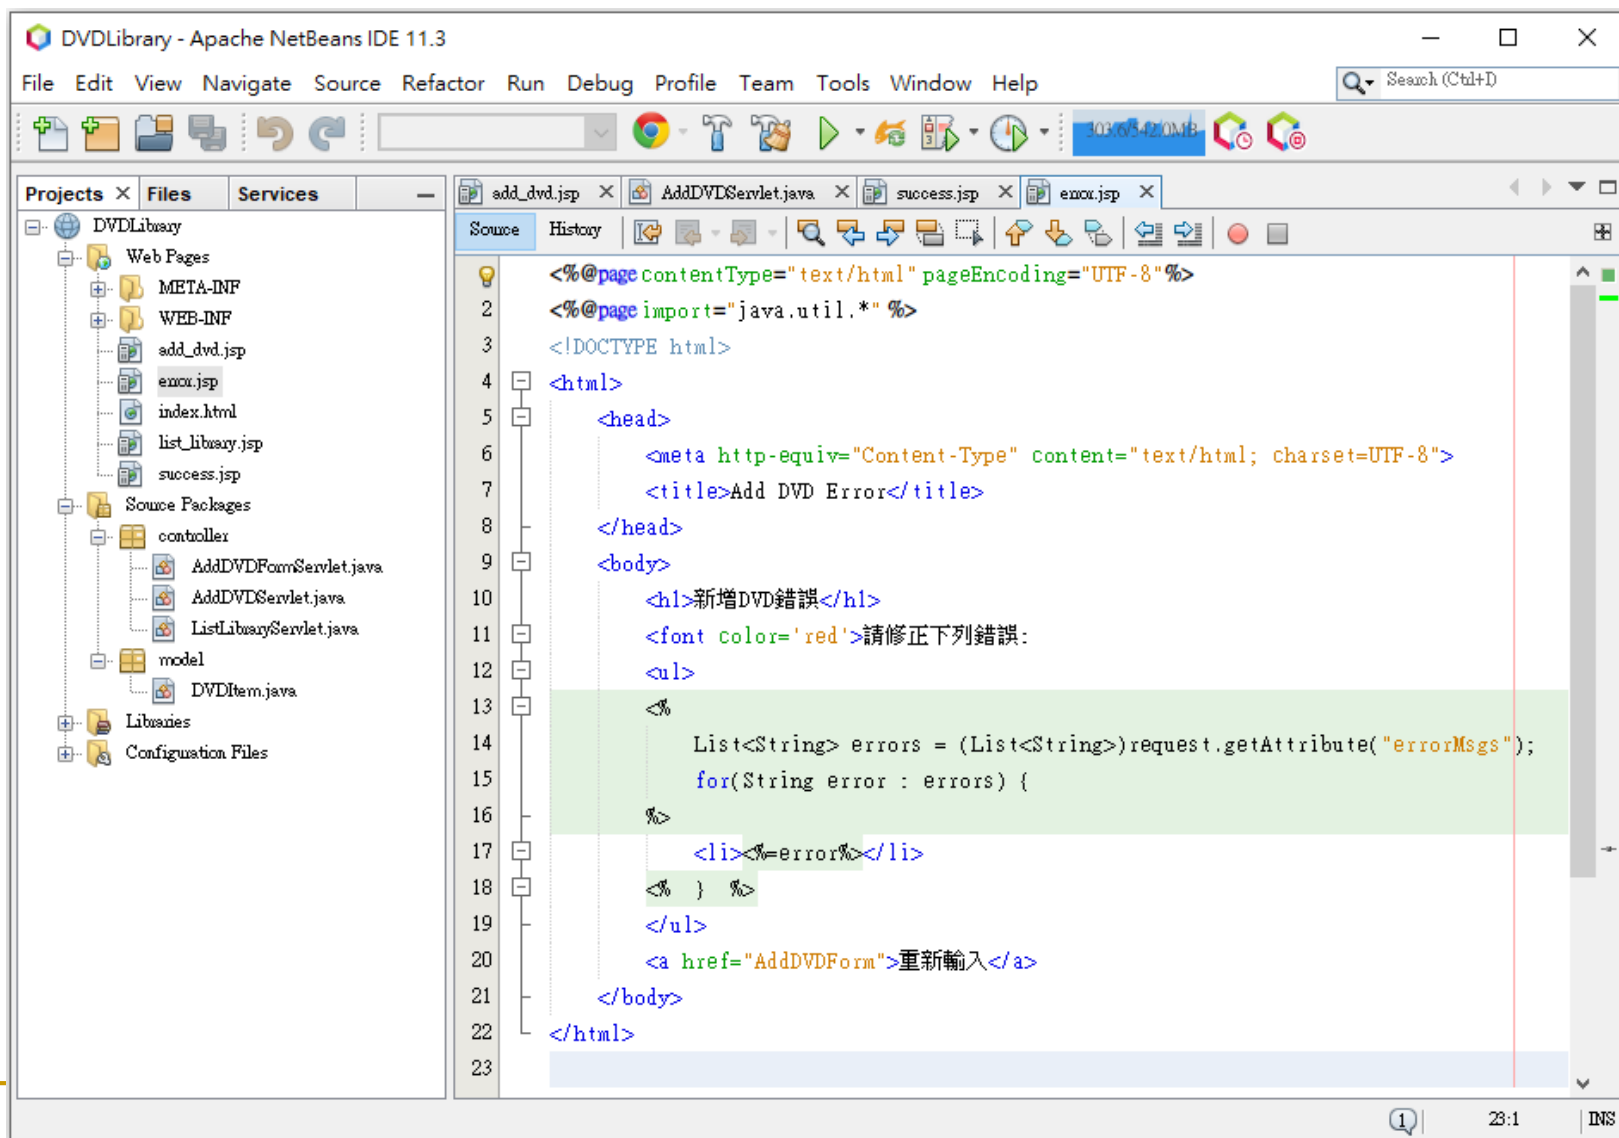 DVDLibrary - Apache NetBeans IDE 11.3
File Edit View Navigate Source Refactor Run Debug Profile Team Tools Window Help
Search (Ctrl+I)
303.6/542.0MB
Projects Files Services
DVDLibrary
Web Pages
META-INF
WEB-INF
add_dvd.jsp
error.jsp
index.html
list_library.jsp
success.jsp
Source Packages
controller
AddDVDFormServlet.java
AddDVDServlet.java
ListLibraryServlet.java
model
DVDItem.java
Libraries
Configuration Files
add_dvd.jsp AddDVDServlet.java success.jsp error.jsp
Source History
<%@page contentType="text/html" pageEncoding="UTF-8"%>
2 <%@page import="java.util.*" %>
3 <!DOCTYPE html>
4 <html>
5 <head>
6 <meta http-equiv="Content-Type" content="text/html; charset=UTF-8">
7 <title>Add DVD Error</title>
8 </head>
9 <body>
10 <h1>新增DVD錯誤</h1>
11 <font color='red'>請修正下列錯誤:
12 <ul>
13 <%
14 List<String> errors = (List<String>)request.getAttribute("errorMsgs");
15 for(String error : errors) {
16 %>
17 <li><%=error%></li>
18 <% } %>
19 </ul>
20 <a href="AddDVDForm">重新輸入</a>
21 </body>
22 </html>
23
1 23:1 INS